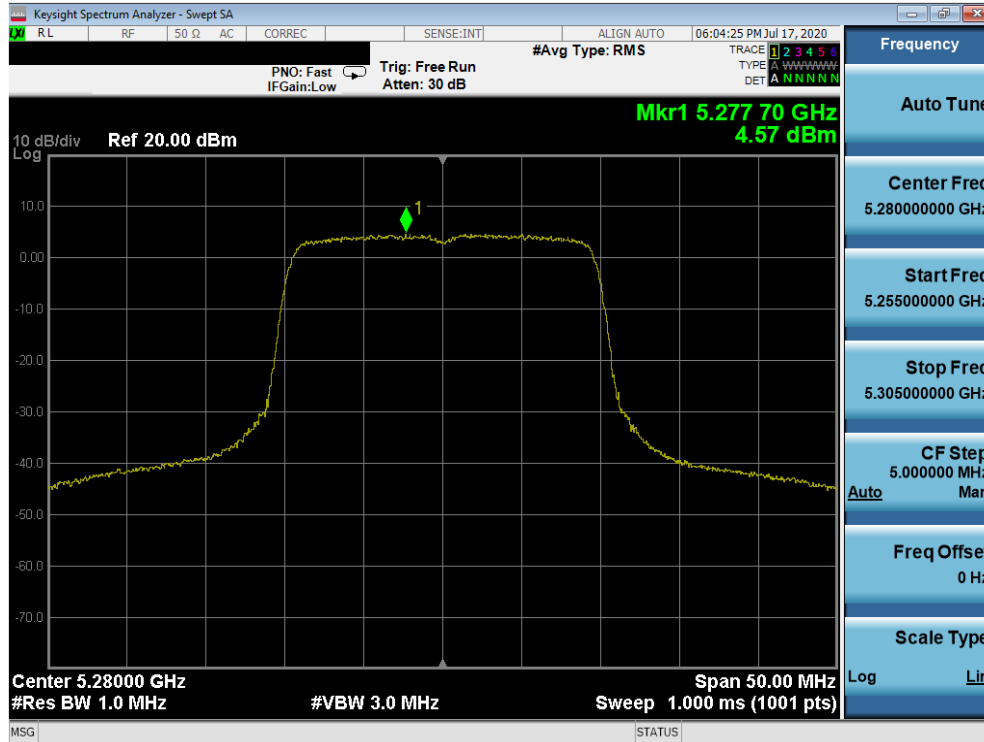 Keysight Spectrum Analyzer - Swept SA
LXI RL RF 50 Ω AC CORREC SENSE:INT ALIGN AUTO 06:04:25 PM Jul 17, 2020
#Avg Type: RMS TRACE 1 2 3 4 5 6
PNO: Fast Trig: Free Run TYPE A WWWWW
IFGain:Low Atten: 30 dB DET A N N N N N
Mkr1 5.277 70 GHz
4.57 dBm
10 dB/div Ref 20.00 dBm
Log
1
10.0
0.00
-10.0
-20.0
-30.0
-40.0
-50.0
-60.0
-70.0
Center 5.28000 GHz Span 50.00 MHz
#Res BW 1.0 MHz #VBW 3.0 MHz Sweep 1.000 ms (1001 pts)
MSG STATUS
Frequency
Auto Tune
Center Freq
5.280000000 GHz
Start Freq
5.255000000 GHz
Stop Freq
5.305000000 GHz
CF Step
5.000000 MHz
Auto Man
Freq Offset
0 Hz
Scale Type
Log Lin